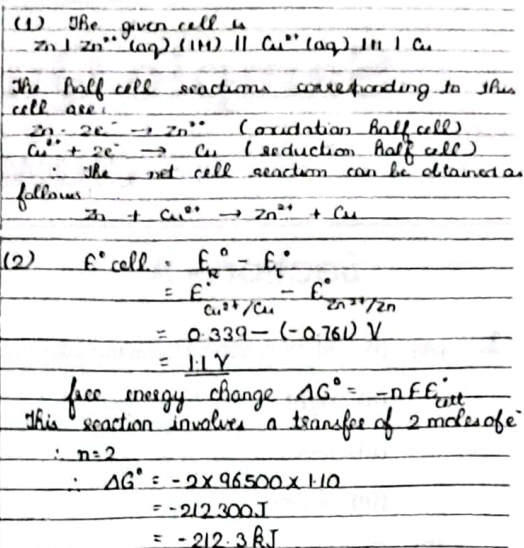 (1) The given cell is
Zn | Zn²⁺ (aq) (1M) || Cu²⁺ (aq) 1M | Cu
The half cell reactions corresponding to this
cell are:
Zn - 2e⁻ → Zn²⁺ (oxidation half cell)
Cu²⁺ + 2e⁻ → Cu (reduction half cell)
∴ The net cell reaction can be obtained as
follows
Zn + Cu²⁺ → Zn²⁺ + Cu
(2) E° cell = E_R° - E_L°
= E°Cu²⁺/Cu - E°Zn²⁺/Zn
= 0.339 - (-0.761) V
= 1.1 V
free energy change ΔG° = -nFE°cell
This reaction involves a transfer of 2 moles of e⁻
∴ n=2
∴ ΔG° = -2 x 96500 x 1.10
= -212300J
= -212.3 kJ